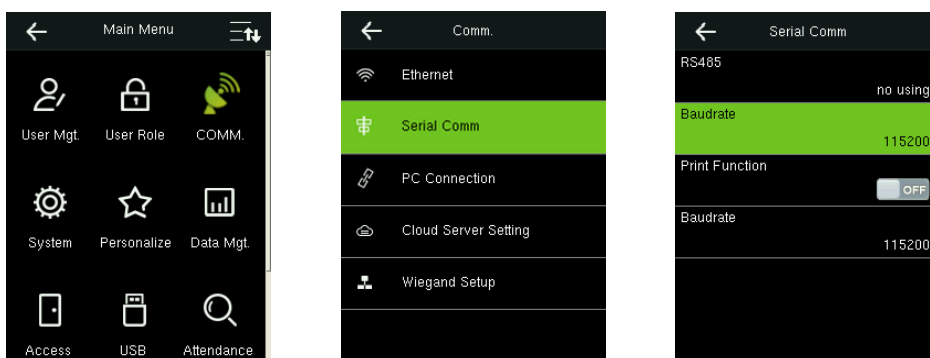 Main Menu
User Mgt.
User Role
COMM.
System
Personalize
Data Mgt.
Access
USB
Attendance
Comm.
Ethernet
Serial Comm
PC Connection
Cloud Server Setting
Wiegand Setup
Serial Comm
RS485
no using
Baudrate
115200
Print Function
OFF
Baudrate
115200